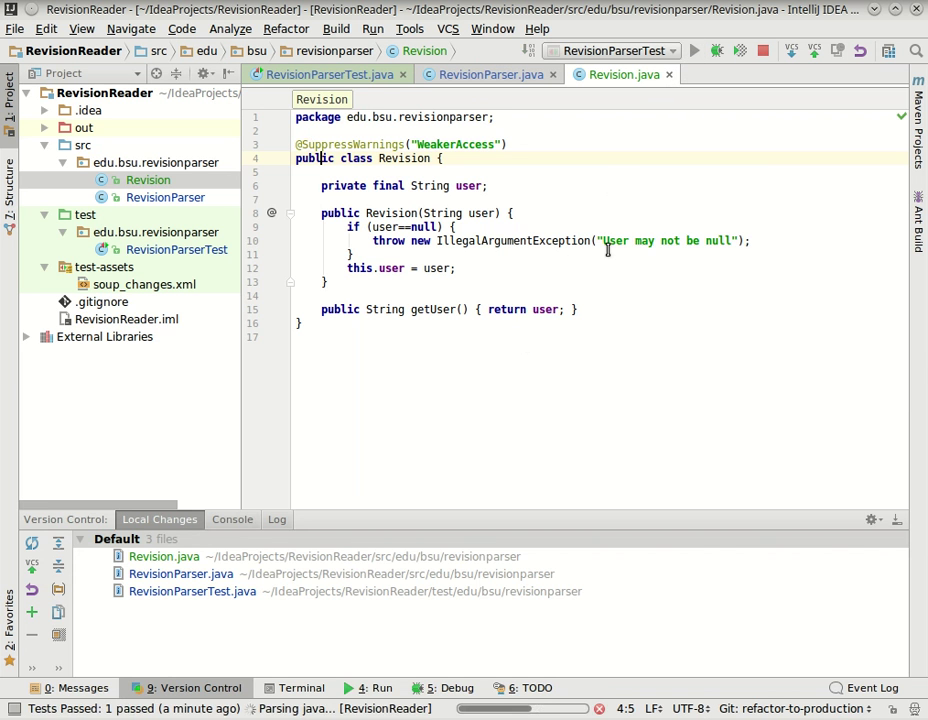 RevisionReader - [~/IdeaProjects/RevisionReader] - [RevisionReader] - ~/IdeaProjects/RevisionReader/src/edu/bsu/revisionparser/Revision.java - IntelliJ IDEA ...
File Edit View Navigate Code Analyze Refactor Build Run Tools VCS Window Help
RevisionReader src edu bsu revisionparser Revision RevisionParserTest VCS VCS
Project RevisionParserTest.java RevisionParser.java Revision.java
RevisionReader ~/IdeaProjects/
.idea
out
src
edu.bsu.revisionparser
Revision
RevisionParser
test
edu.bsu.revisionparser
RevisionParserTest
test-assets
soup_changes.xml
.gitignore
RevisionReader.iml
External Libraries
1: Project
7: Structure
2: Favorites
Revision
1 package edu.bsu.revisionparser;
2
3 @SuppressWarnings("WeakerAccess")
4 public class Revision {
5
6 private final String user;
7
8 @ public Revision(String user) {
9 if (user==null) {
10 throw new IllegalArgumentException("User may not be null");
11 }
12 this.user = user;
13 }
14
15 public String getUser() { return user; }
16 }
17
Maven Projects
Ant Build
Version Control: Local Changes Console Log
Default 3 files
Revision.java ~/IdeaProjects/RevisionReader/src/edu/bsu/revisionparser
RevisionParser.java ~/IdeaProjects/RevisionReader/src/edu/bsu/revisionparser
RevisionParserTest.java ~/IdeaProjects/RevisionReader/test/edu/bsu/revisionparser
VCS
0: Messages 9: Version Control Terminal 4: Run 5: Debug 6: TODO Event Log
Tests Passed: 1 passed (a minute ago) Parsing java... [RevisionReader] 4:5 LF UTF-8 Git: refactor-to-production